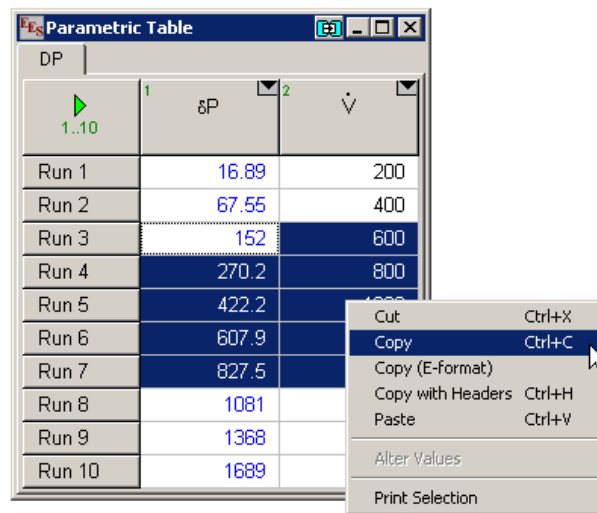 EES Parametric Table
DP
1..10
1 δP
2 V̇
Run 1 16.89 200
Run 2 67.55 400
Run 3 152 600
Run 4 270.2 800
Run 5 422.2
Run 6 607.9
Run 7 827.5
Run 8 1081
Run 9 1368
Run 10 1689
Cut Ctrl+X
Copy Ctrl+C
Copy (E-format)
Copy with Headers Ctrl+H
Paste Ctrl+V
Alter Values
Print Selection